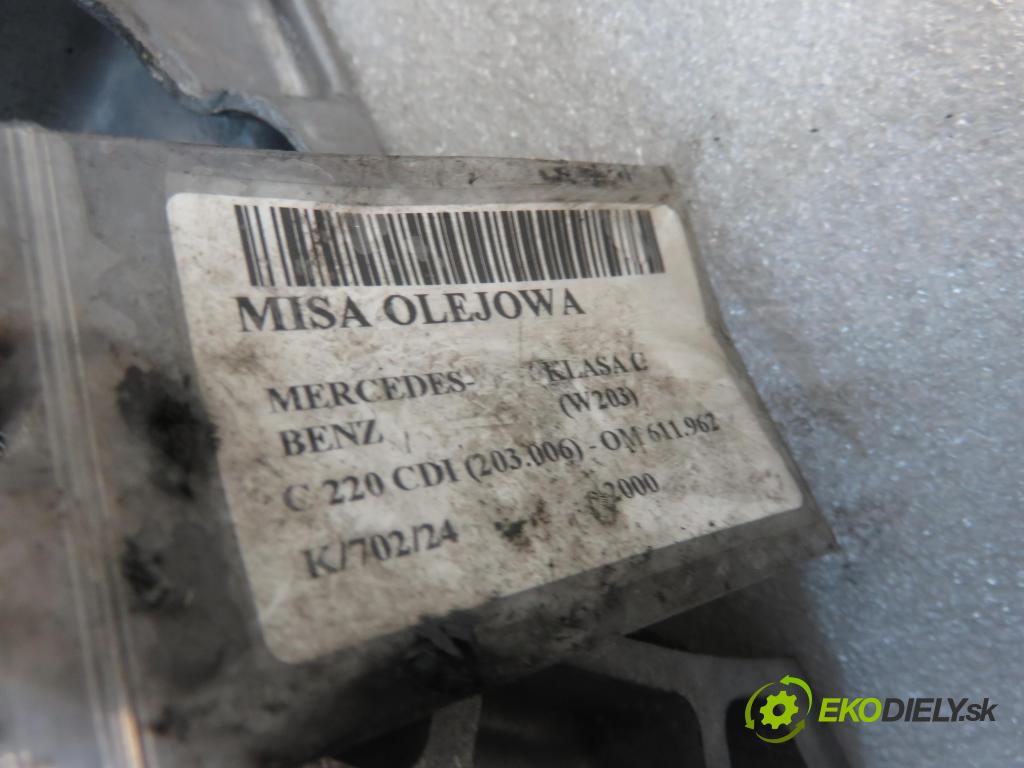 MISA OLEJOWA
MERCEDES- KLASA C
BENZ (W203)
C 220 CDI (203.006) - OM 611.962
K/702/24 2000
EKODIELY.sk